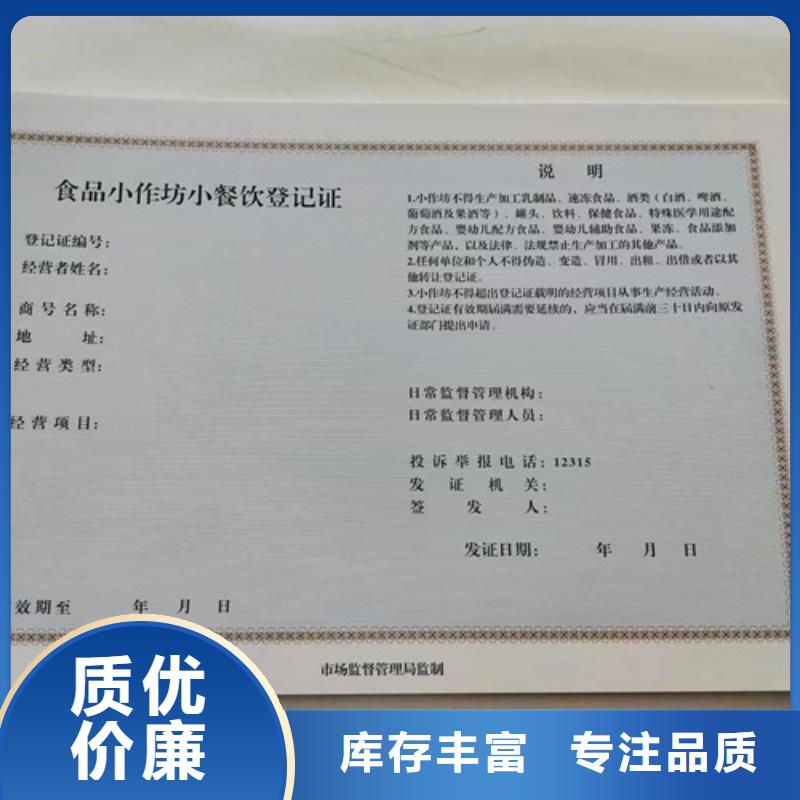 食品小作坊小餐饮登记证
登记证编号：
经营者姓名：
商号名称：
地 址：
经营类型：
经营项目：
效期至 年 月 日
说 明
1.小作坊不得生产加工乳制品、速冻食品、酒类（白酒、啤酒、
葡萄酒及果酒等）、罐头、饮料、保健食品、特殊医学用途配
方食品、婴幼儿配方食品、婴幼儿辅助食品、果冻、食品添加
剂等产品，以及法律、法规禁止生产加工的其他产品。
2.任何单位和个人不得伪造、变造、冒用、出租、出借或者以其
他转让登记证。
3.小作坊不得超出登记证载明的经营项目从事生产经营活动。
4.登记证有效期届满需要延续的，应当在届满前三十日内向原发
证部门提出申请。
日常监督管理机构：
日常监督管理人员：
投诉举报电话：12315
发 证 机 关：
签 发 人：
发证日期： 年 月 日
市场监督管理局监制
质优
价廉
库存丰富 专注品质